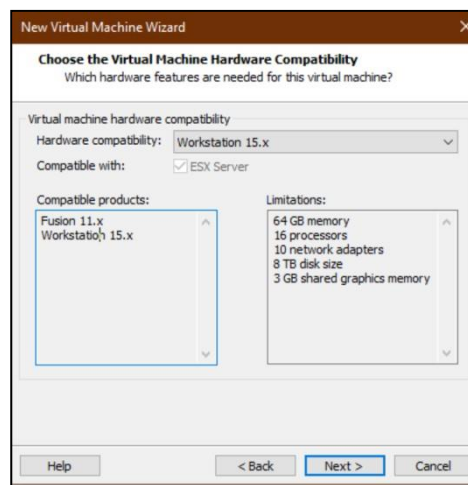 New Virtual Machine Wizard
Choose the Virtual Machine Hardware Compatibility
Which hardware features are needed for this virtual machine?
Virtual machine hardware compatibility
Hardware compatibility: Workstation 15.x
Compatible with: ESX Server
Compatible products:
Fusion 11.x
Workstation 15.x
Limitations:
64 GB memory
16 processors
10 network adapters
8 TB disk size
3 GB shared graphics memory
Help < Back Next > Cancel